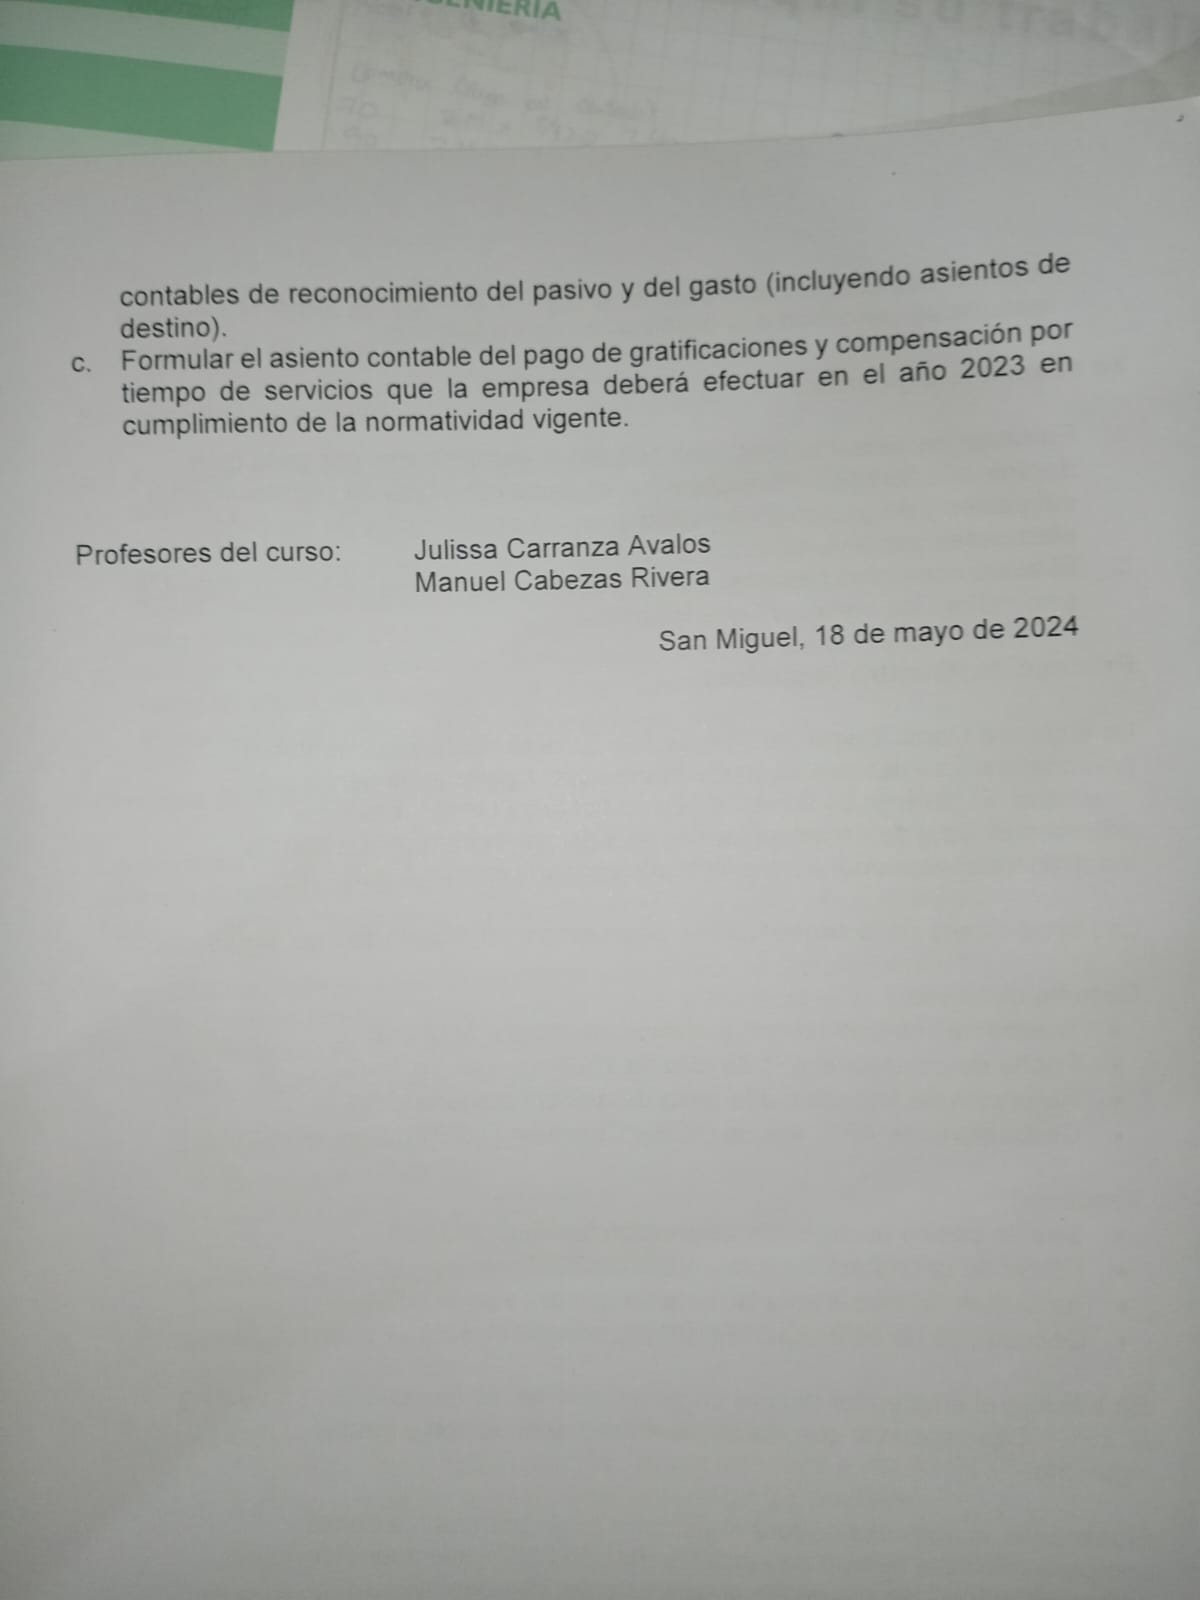 contables de reconocimiento del pasivo y del gasto (incluyendo asientos de
destino).
c. Formular el asiento contable del pago de gratificaciones y compensación por
tiempo de servicios que la empresa deberá efectuar en el año 2023 en
cumplimiento de la normatividad vigente.
Profesores del curso: Julissa Carranza Avalos
Manuel Cabezas Rivera
San Miguel, 18 de mayo de 2024